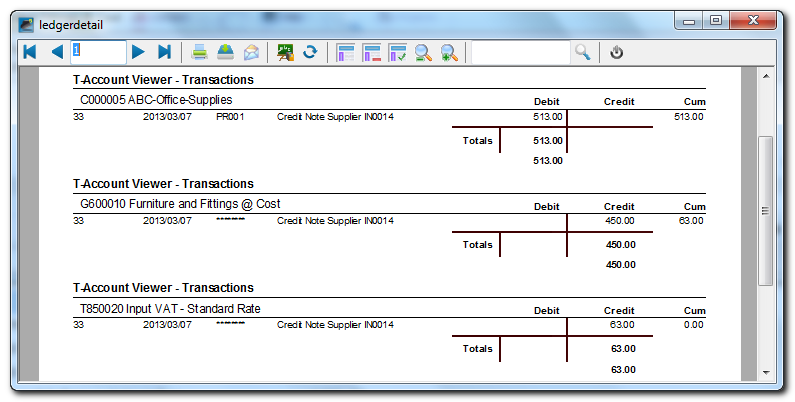 ledgerdetail
1
T-Account Viewer - Transactions
C000005 ABC-Office-Supplies Debit Credit Cum
33 2013/03/07 PR001 Credit Note Supplier IN0014 513.00 513.00
Totals 513.00
513.00
T-Account Viewer - Transactions
G600010 Furniture and Fittings @ Cost Debit Credit Cum
33 2013/03/07 ******** Credit Note Supplier IN0014 450.00 63.00
Totals 450.00
450.00
T-Account Viewer - Transactions
T850020 Input VAT - Standard Rate Debit Credit Cum
33 2013/03/07 ******** Credit Note Supplier IN0014 63.00 0.00
Totals 63.00
63.00